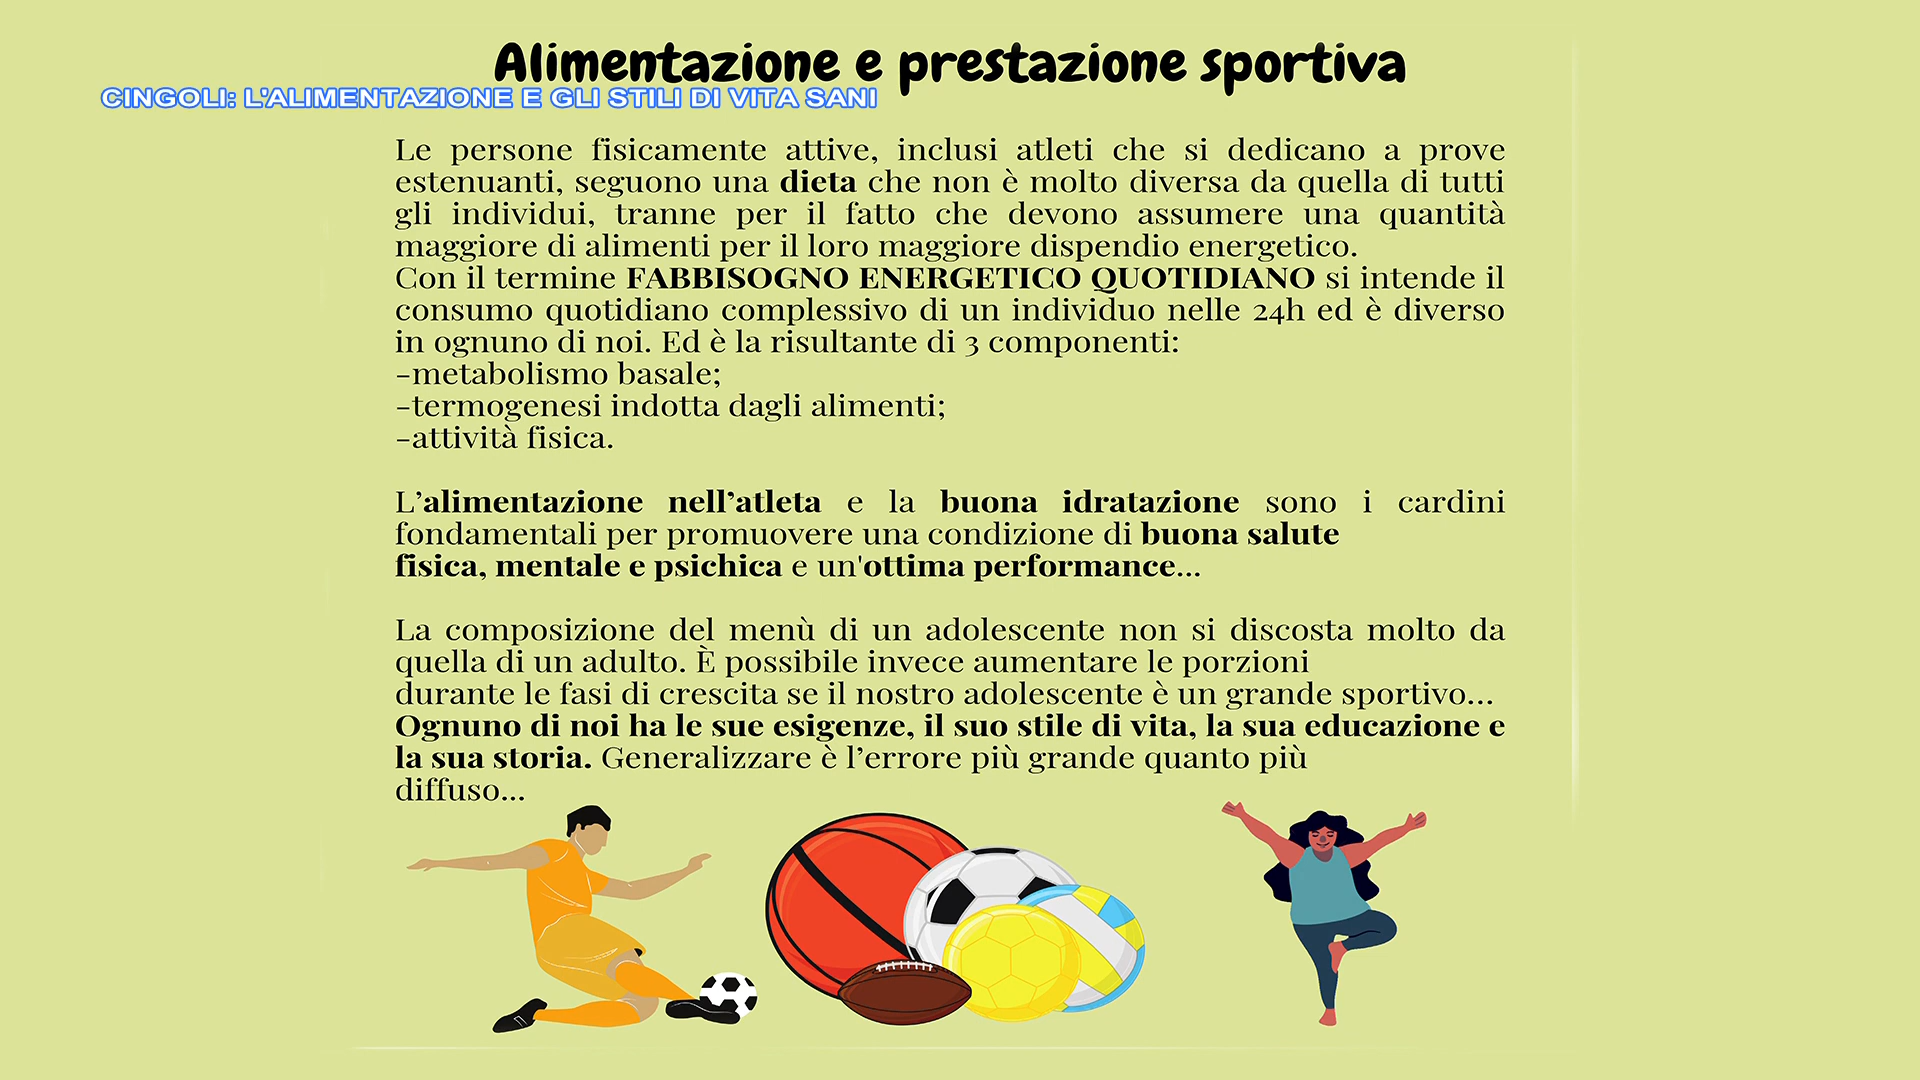 Alimentazione e prestazione sportiva
CINGOLI: L'ALIMENTAZIONE E GLI STILI DI VITA SANI
Le persone fisicamente attive, inclusi atleti che si dedicano a prove
estenuanti, seguono una dieta che non è molto diversa da quella di tutti
gli individui, tranne per il fatto che devono assumere una quantità
maggiore di alimenti per il loro maggiore dispendio energetico.
Con il termine FABBISOGNO ENERGETICO QUOTIDIANO si intende il
consumo quotidiano complessivo di un individuo nelle 24h ed è diverso
in ognuno di noi. Ed è la risultante di 3 componenti:
-metabolismo basale;
-termogenesi indotta dagli alimenti;
-attività fisica.
L’alimentazione nell’atleta e la buona idratazione sono i cardini
fondamentali per promuovere una condizione di buona salute
fisica, mentale e psichica e un'ottima performance...
La composizione del menù di un adolescente non si discosta molto da
quella di un adulto. È possibile invece aumentare le porzioni
durante le fasi di crescita se il nostro adolescente è un grande sportivo...
Ognuno di noi ha le sue esigenze, il suo stile di vita, la sua educazione e
la sua storia. Generalizzare è l’errore più grande quanto più
diffuso...